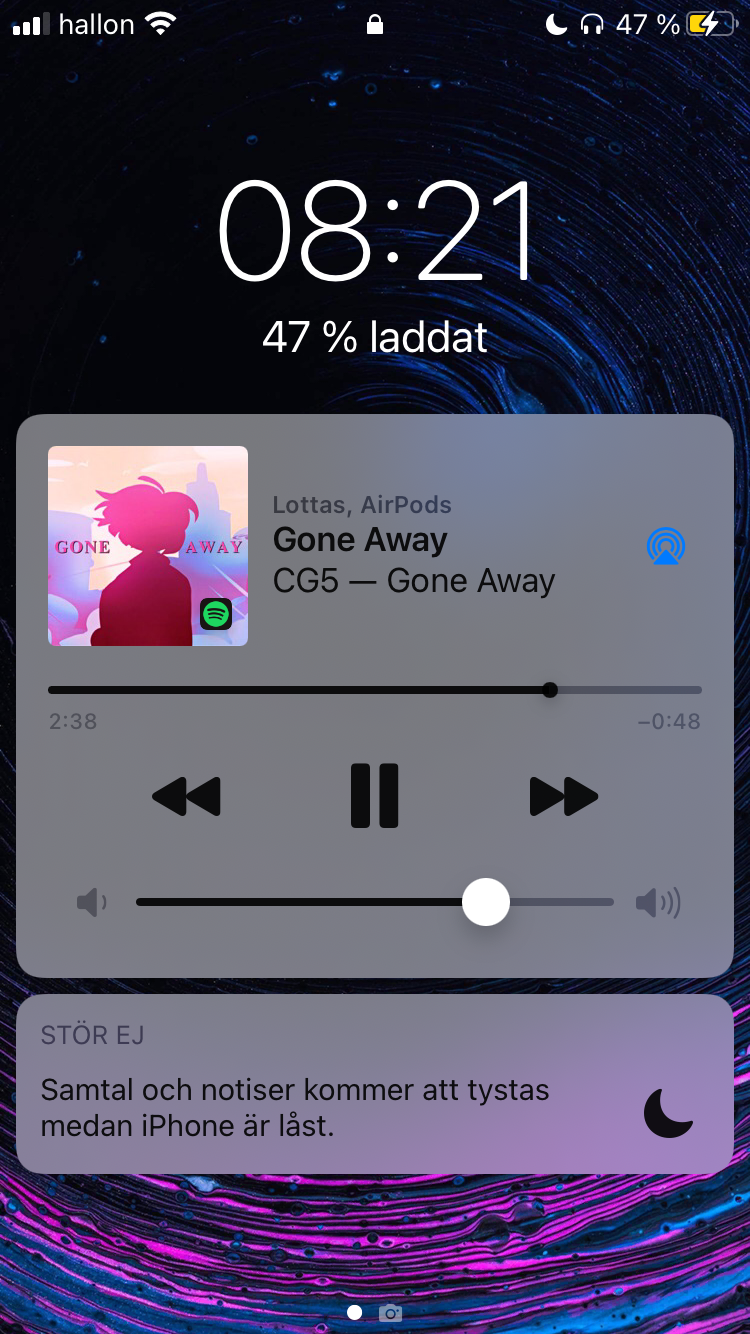 hallon 47 %
08:21
47 % laddat
GONE AWAY
Lottas, AirPods
Gone Away
CG5 — Gone Away
2:38 −0:48
STÖR EJ
Samtal och notiser kommer att tystas
medan iPhone är låst.